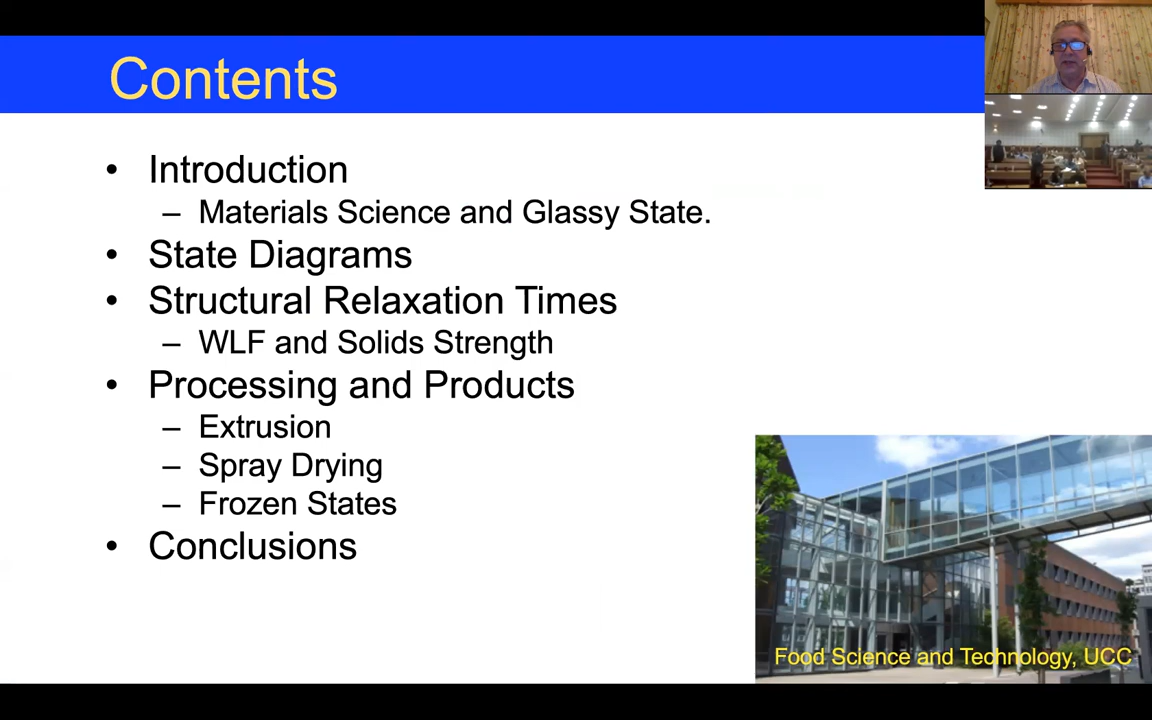 Contents
• Introduction
– Materials Science and Glassy State.
• State Diagrams
• Structural Relaxation Times
– WLF and Solids Strength
• Processing and Products
– Extrusion
– Spray Drying
– Frozen States
• Conclusions
Food Science and Technology, UCC